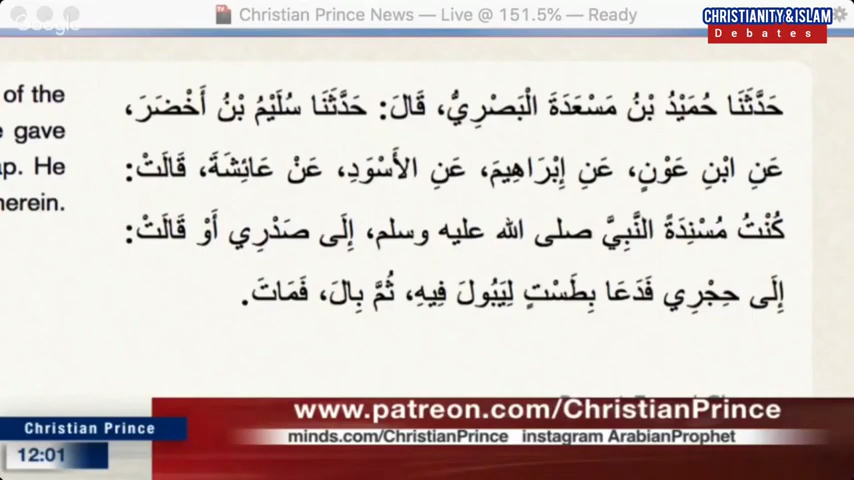 Christian Prince News — Live @ 151.5% — Ready
Google
CHRISTIANITY & ISLAM
Debates
of the
gave
He
herein.
حَدَّثَنَا حُمَيْدُ بْنُ مَسْعَدَةَ الْبَصْرِيُّ، قَالَ: حَدَّثَنَا سُلَيْمُ بْنُ أَخْضَرَ،
عَنِ ابْنِ عَوْنٍ، عَنِ إِبْرَاهِيمَ، عَنِ الأَسْوَدِ، عَنْ عَائِشَةَ، قَالَتْ:
كُنْتُ مُسْنِدَةً النَّبِيَّ صلى الله عليه وسلم، إِلَى صَدْرِي أَوْ قَالَتْ:
إِلَى حِجْرِي فَدَعَا بِطَسْتٍ لِيَبُولَ فِيهِ، ثُمَّ بِالَ، فَمَاتَ.
www.patreon.com/ChristianPrince
Christian Prince
minds.com/ChristianPrince instagram ArabianProphet
12:01